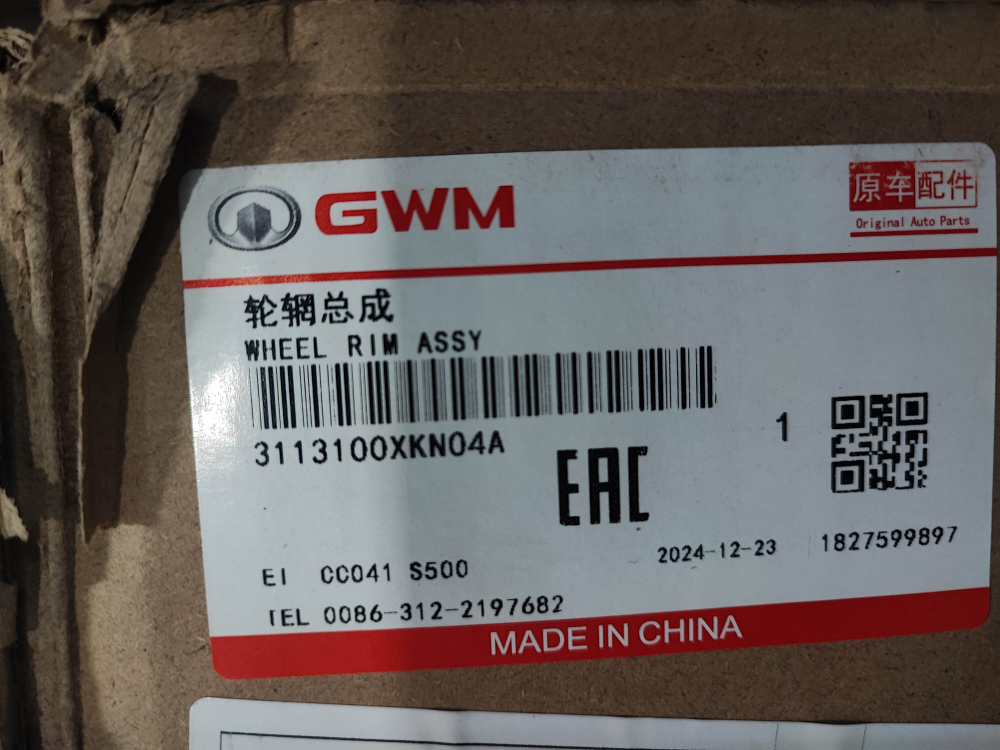 GWM
原车配件
Original Auto Parts
轮辋总成
WHEEL RIM ASSY
3113100XKN04A
1
EAC
2024-12-23
1827599897
EI CC041 S500
TEL 0086-312-2197682
MADE IN CHINA